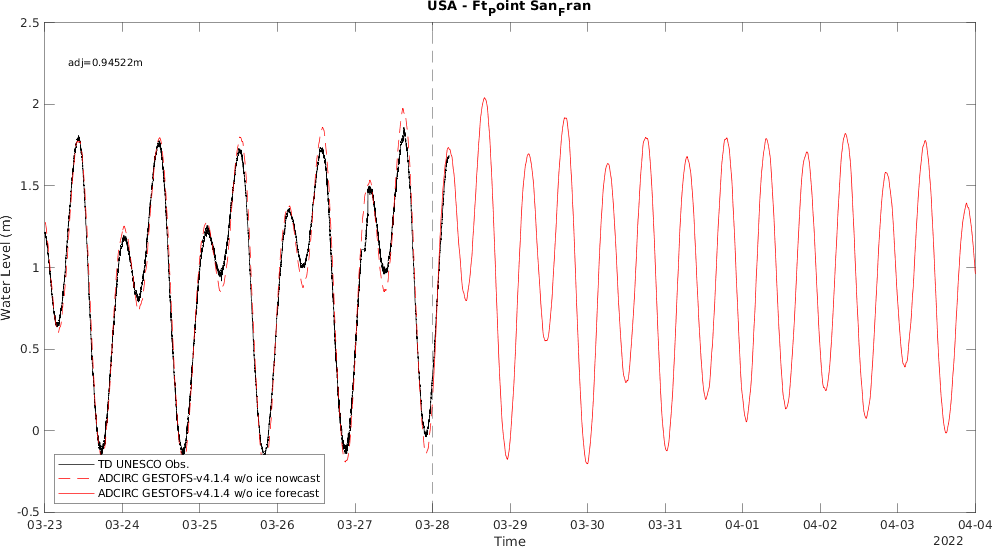 USA - FtPoint SanFran
2.5
adj=0.94522m
2
1.5
1
0.5
0
-0.5
Water Level (m)
TD UNESCO Obs.
ADCIRC GESTOFS-v4.1.4 w/o ice nowcast
ADCIRC GESTOFS-v4.1.4 w/o ice forecast
03-23 03-24 03-25 03-26 03-27 03-28 03-29 03-30 03-31 04-01 04-02 04-03 04-04
Time
2022